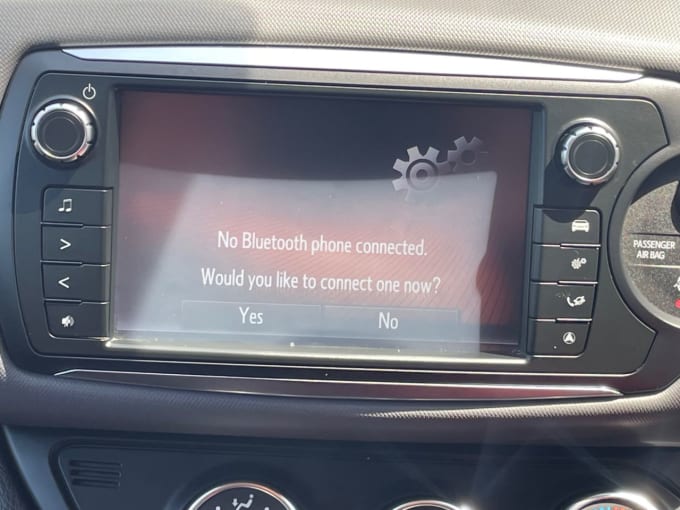 No Bluetooth phone connected.
Would you like to connect one now?
Yes No
PASSENGER
AIR BAG